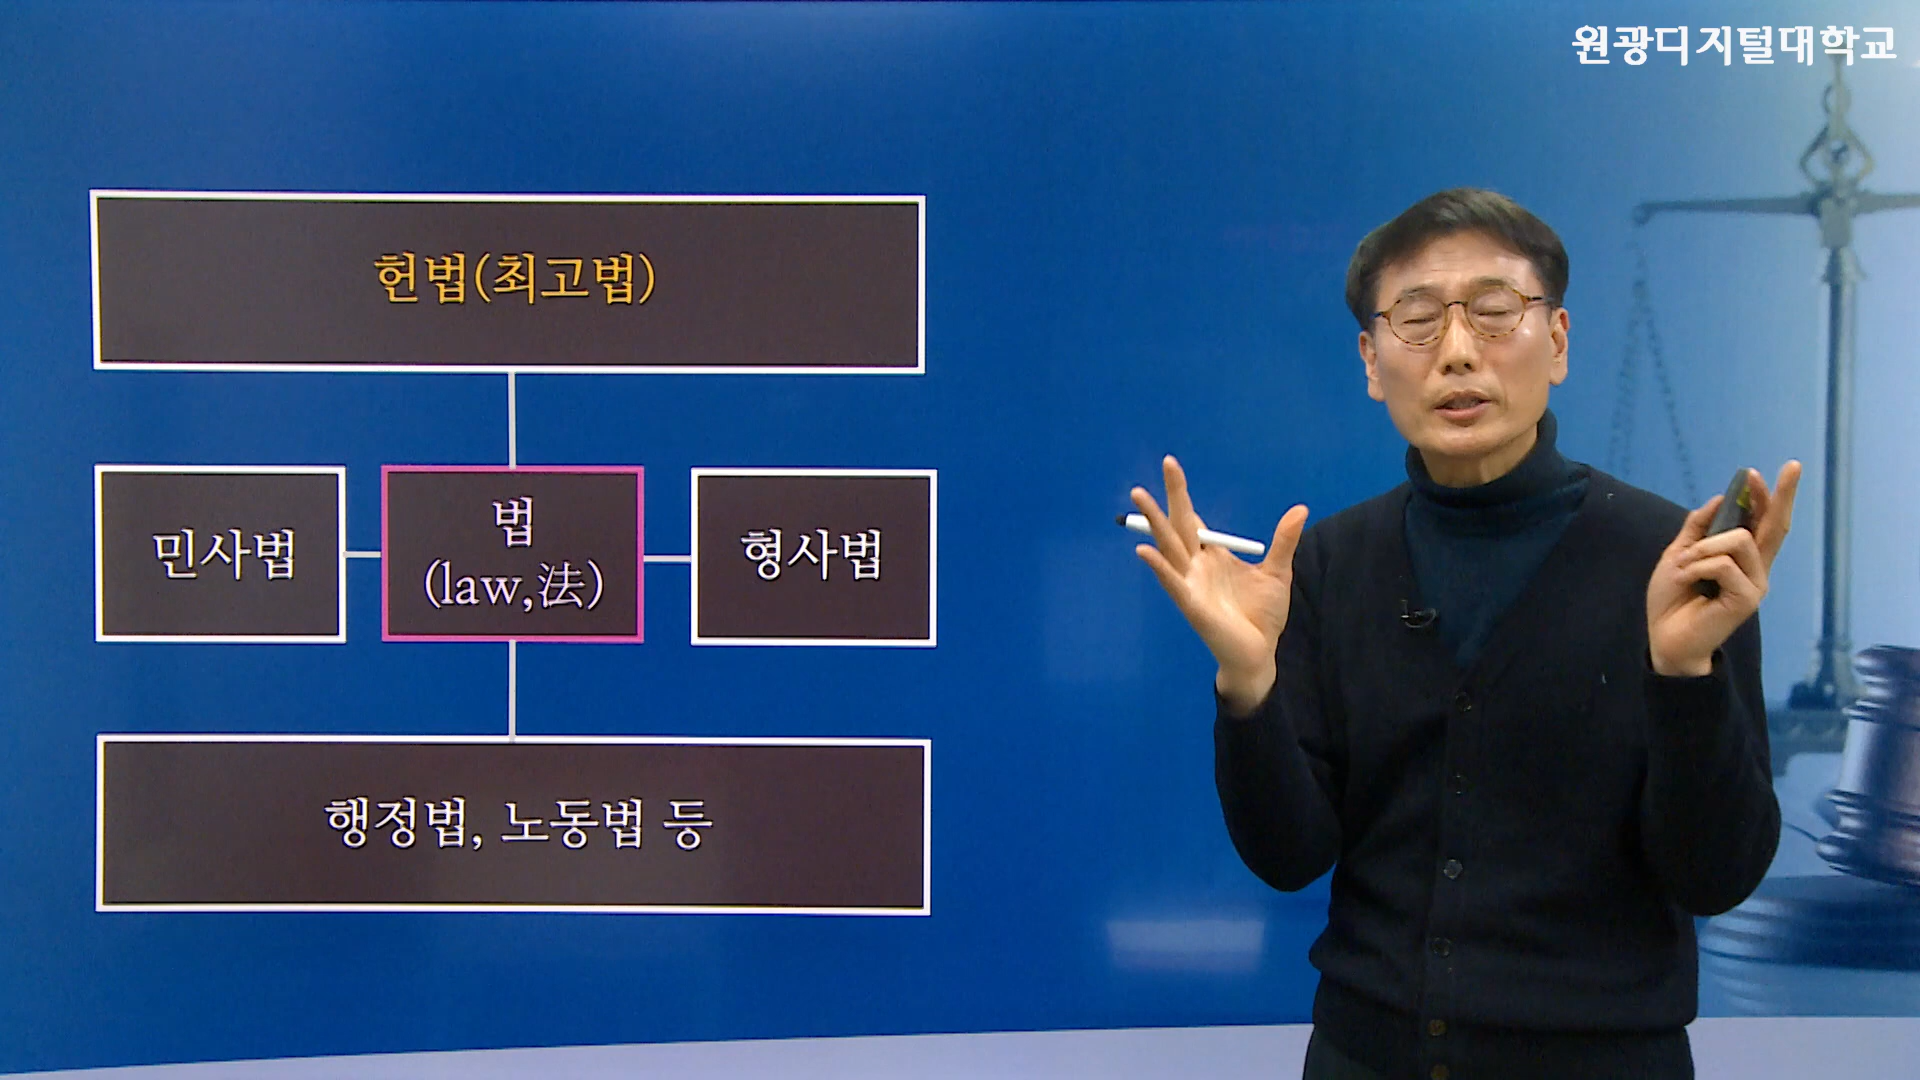 원광디지털대학교
헌법(최고법)
민사법
법
(law,法)
형사법
행정법, 노동법 등